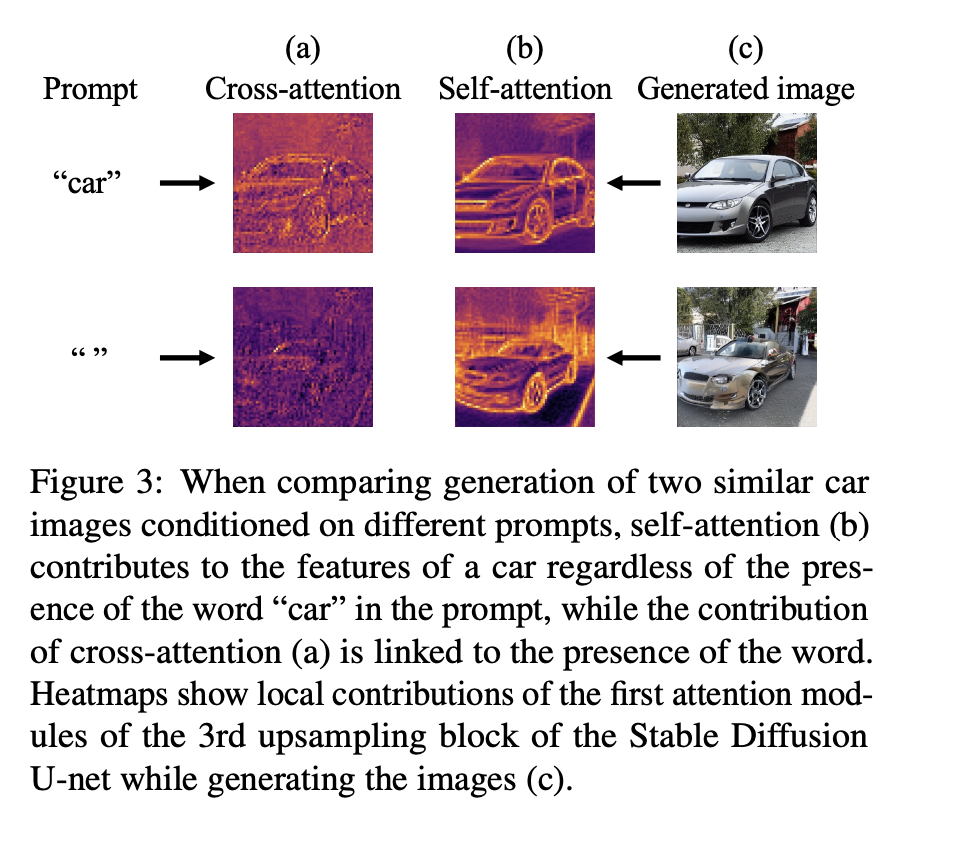 (a) (b) (c)
Prompt Cross-attention Self-attention Generated image
“car”
“ ”
Figure 3: When comparing generation of two similar car
images conditioned on different prompts, self-attention (b)
contributes to the features of a car regardless of the pres-
ence of the word “car” in the prompt, while the contribution
of cross-attention (a) is linked to the presence of the word.
Heatmaps show local contributions of the first attention mod-
ules of the 3rd upsampling block of the Stable Diffusion
U-net while generating the images (c).